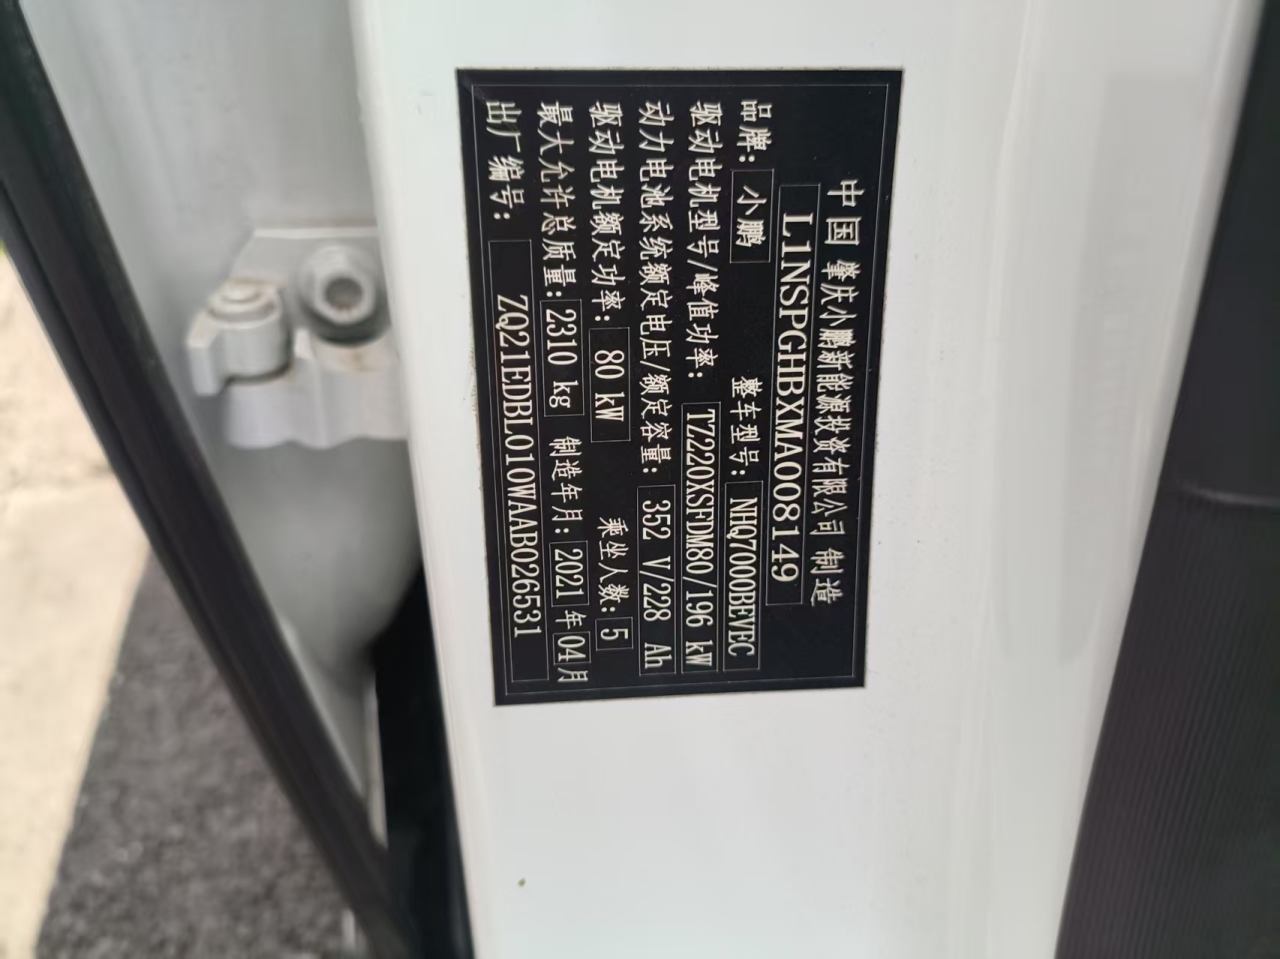 中国 肇庆小鹏新能源投资有限公司 制造
L1NSPGHBXMA008149
品牌: 小鹏 整车型号: NHQ7000BEVEC
驱动电机型号/峰值功率: TZ220XSFDM80/196 kW
动力电池系统额定电压/额定容量: 352 V/228 Ah
驱动电机额定功率: 80 kW 乘坐人数: 5
最大允许总质量: 2310 kg 制造年月: 2021 年 04 月
出厂编号: ZQ21EDBL010WAAB026531